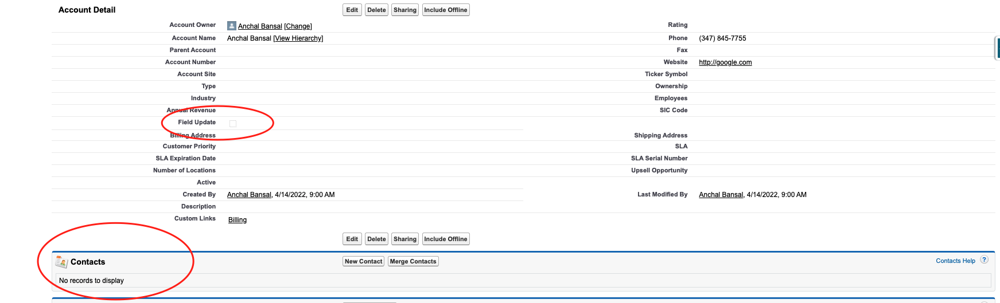 Account Detail Edit Delete Sharing Include Offline
Account Owner Anchal Bansal [Change] Rating
Account Name Anchal Bansal [View Hierarchy] Phone (347) 845-7755
Parent Account Fax
Account Number Website http://google.com
Account Site Ticker Symbol
Type Ownership
Industry Employees
Annual Revenue SIC Code
Field Update
Billing Address Shipping Address
Customer Priority SLA
SLA Expiration Date SLA Serial Number
Number of Locations Upsell Opportunity
Active
Created By Anchal Bansal, 4/14/2022, 9:00 AM Last Modified By Anchal Bansal, 4/14/2022, 9:00 AM
Description
Custom Links Billing
Edit Delete Sharing Include Offline
Contacts New Contact Merge Contacts Contacts Help ?
No records to display